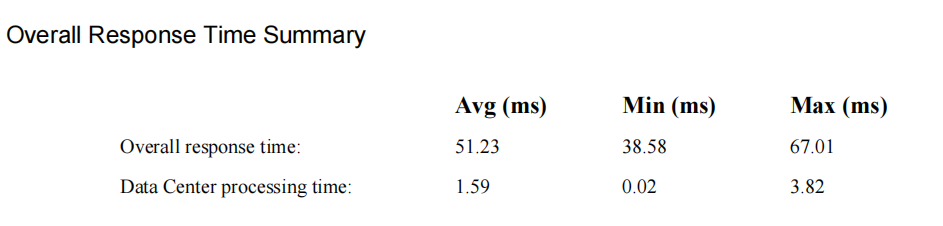 Overall Response Time Summary
Avg (ms) Min (ms) Max (ms)
Overall response time: 51.23 38.58 67.01
Data Center processing time: 1.59 0.02 3.82